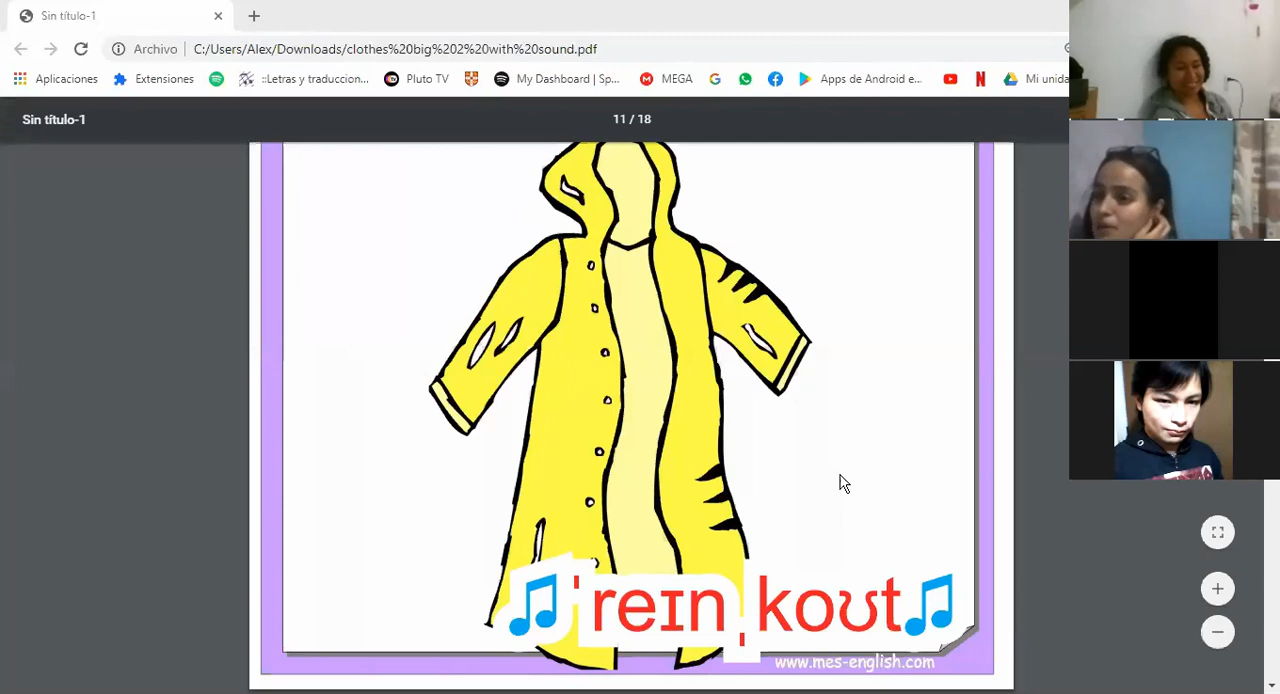 Sin título-1
Archivo C:/Users/Alex/Downloads/clothes%20big%202%20with%20sound.pdf
Aplicaciones Extensiones ::Letras y traduccion... Pluto TV My Dashboard | Sp... MEGA Apps de Android e... Mi unida
Sin título-1 11 / 18
ˈreɪnˌkoʊt
www.mes-english.com